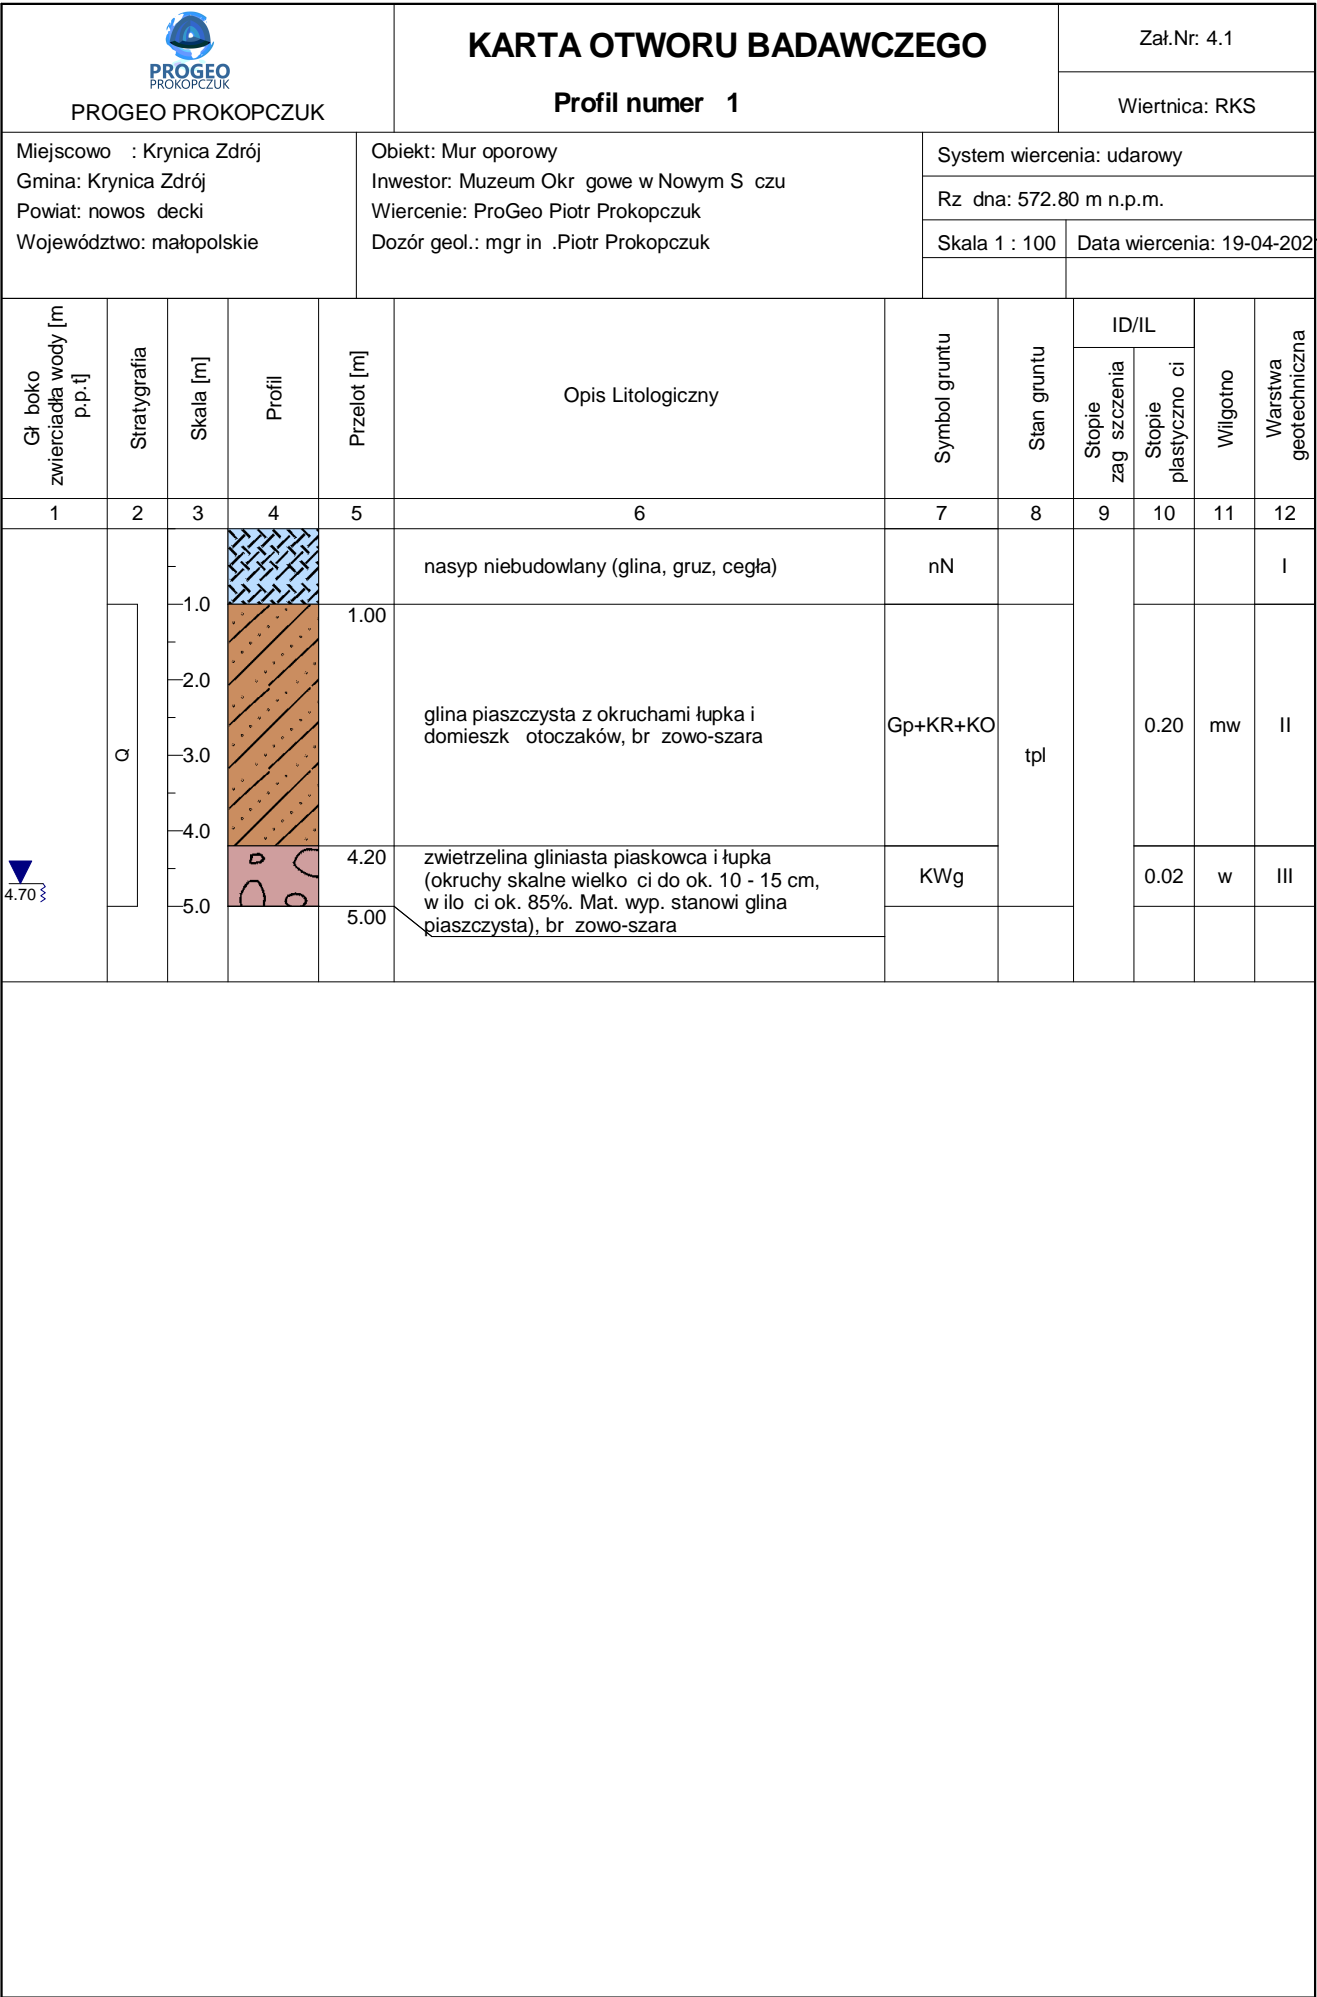 PROGEO
PROKOPCZUK
PROGEO PROKOPCZUK
KARTA OTWORU BADAWCZEGO
Profil numer 1
Zał.Nr: 4.1
Wiertnica: RKS
Miejscowo : Krynica Zdrój
Gmina: Krynica Zdrój
Powiat: nowos decki
Województwo: małopolskie
Obiekt: Mur oporowy
Inwestor: Muzeum Okr gowe w Nowym S czu
Wiercenie: ProGeo Piotr Prokopczuk
Dozór geol.: mgr in .Piotr Prokopczuk
System wiercenia: udarowy
Rz dna: 572.80 m n.p.m.
Skala 1 : 100
Data wiercenia: 19-04-202
Gł boko
zwierciadła wody [m
p.p.t]
Stratygrafia
Skala [m]
Profil
Przelot [m]
Opis Litologiczny
Symbol gruntu
Stan gruntu
ID/IL
Stopie
zag szczenia
Stopie
plastyczno ci
Wilgotno
Warstwa
geotechniczna
1 2 3 4 5 6 7 8 9 10 11 12
nasyp niebudowlany (glina, gruz, cegła)
nN
I
1.0
1.00
2.0
glina piaszczysta z okruchami łupka i
domieszk otoczaków, br zowo-szara
Gp+KR+KO
0.20
mw
II
Q
3.0
tpl
4.0
4.20
zwietrzelina gliniasta piaskowca i łupka
(okruchy skalne wielko ci do ok. 10 - 15 cm,
w ilo ci ok. 85%. Mat. wyp. stanowi glina
piaszczysta), br zowo-szara
KWg
0.02
w
III
4.70
5.0
5.00